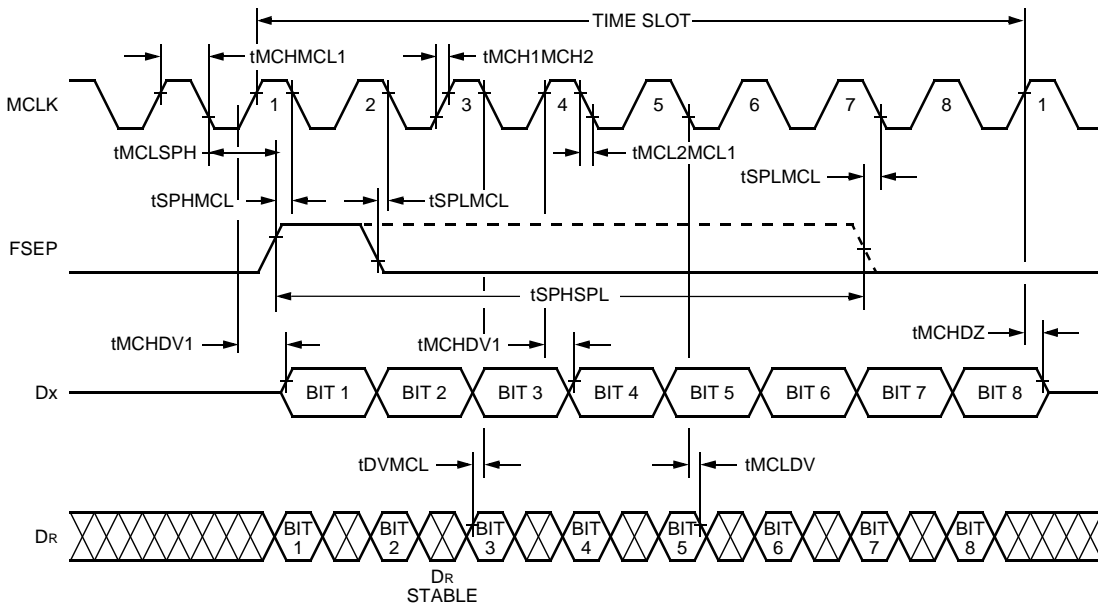 TIME SLOT
tMCHMCL1
tMCH1MCH2
MCLK
1 2 3 4 5 6 7 8 1
tMCLSPH
tMCL2MCL1
tSPHMCL
tSPLMCL
tSPLMCL
FSEP
tSPHSPL
tMCHDV1
tMCHDV1
tMCHDZ
DX
BIT 1 BIT 2 BIT 3 BIT 4 BIT 5 BIT 6 BIT 7 BIT 8
tDVMCL
tMCLDV
DR
BIT 1 BIT 2 BIT 3 BIT 4 BIT 5 BIT 6 BIT 7 BIT 8
DR
STABLE